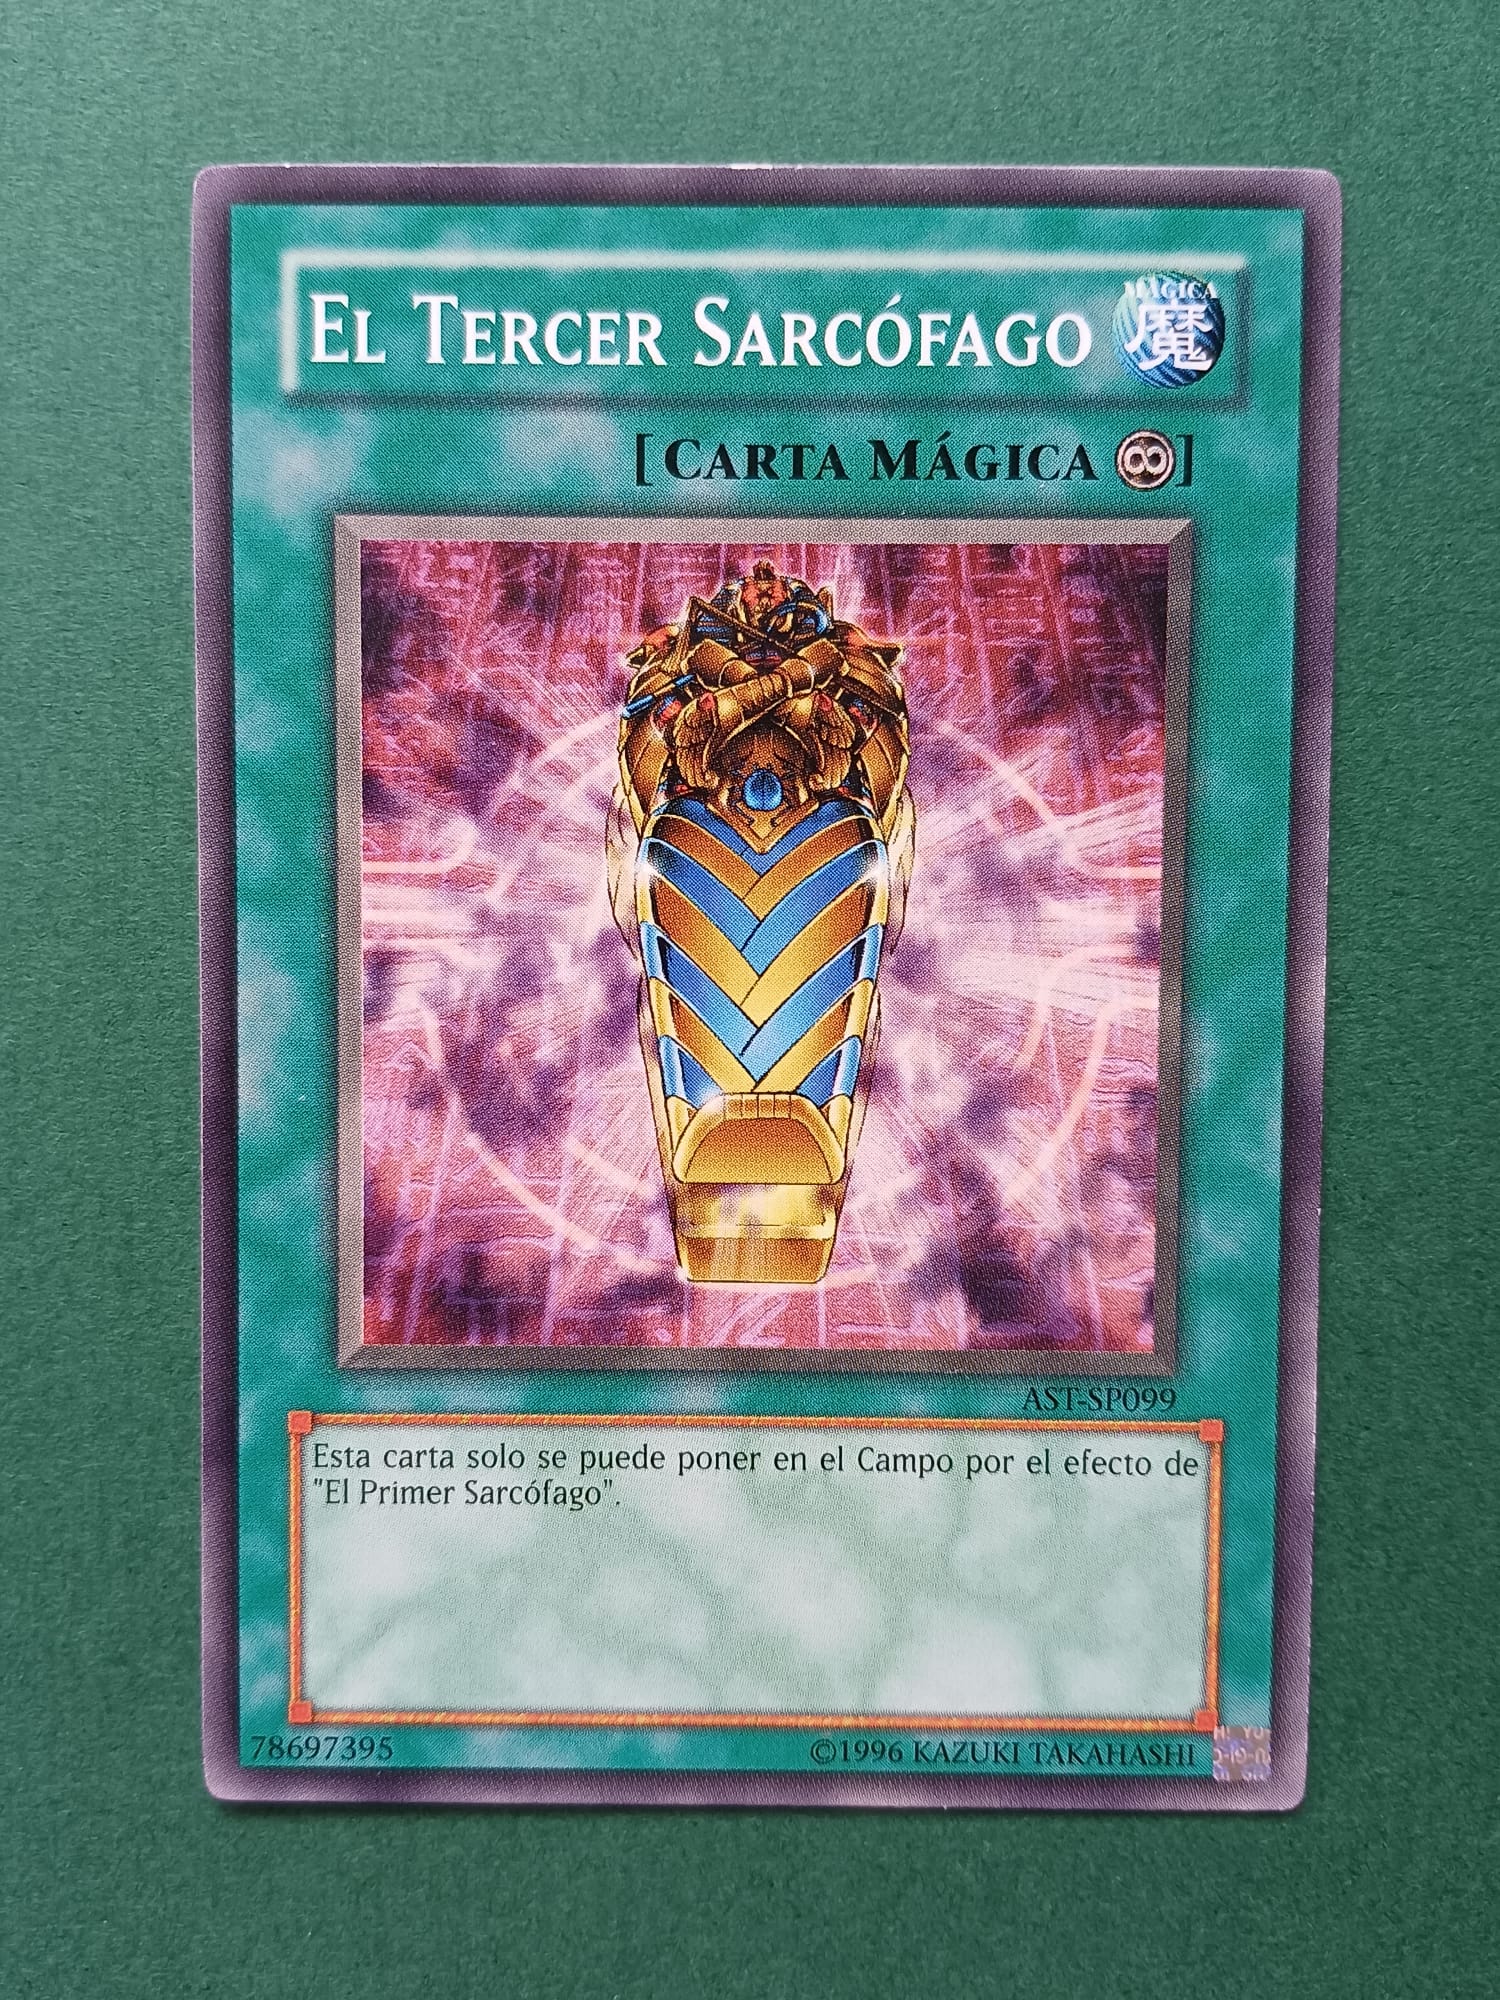 El Tercer Sarcófago
MÁGICA
魔
[Carta Mágica ∞]
AST-SP099
Esta carta solo se puede poner en el Campo por el efecto de
"El Primer Sarcófago".
78697395
©1996 KAZUKI TAKAHASHI